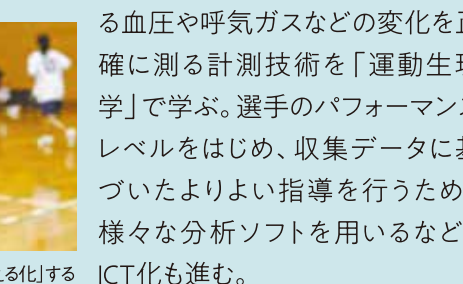 る血圧や呼気ガスなどの変化を正
確に測る計測技術を「運動生理
学」で学ぶ。選手のパフォーマンス
レベルをはじめ、収集データに基
づいたよりよい指導を行うため
様々な分析ソフトを用いるなど
ICT化も進む。
える化」する